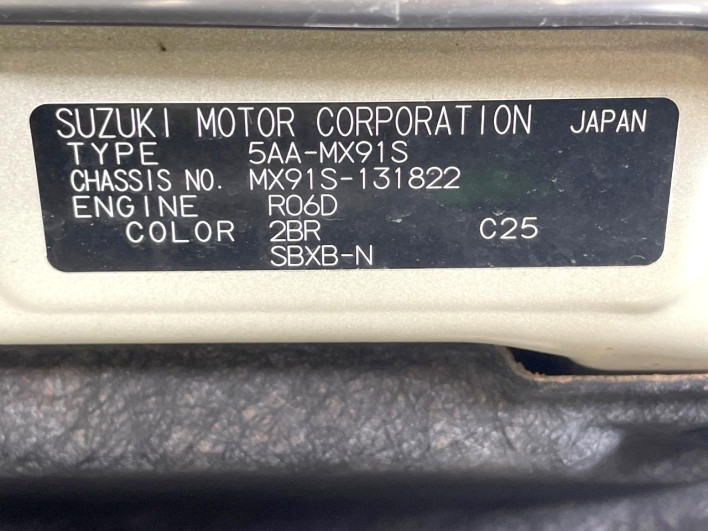 SUZUKI MOTOR CORPORATION JAPAN
TYPE 5AA-MX91S
CHASSIS NO. MX91S-131822
ENGINE R06D
COLOR 2BR C25
SBXB-N